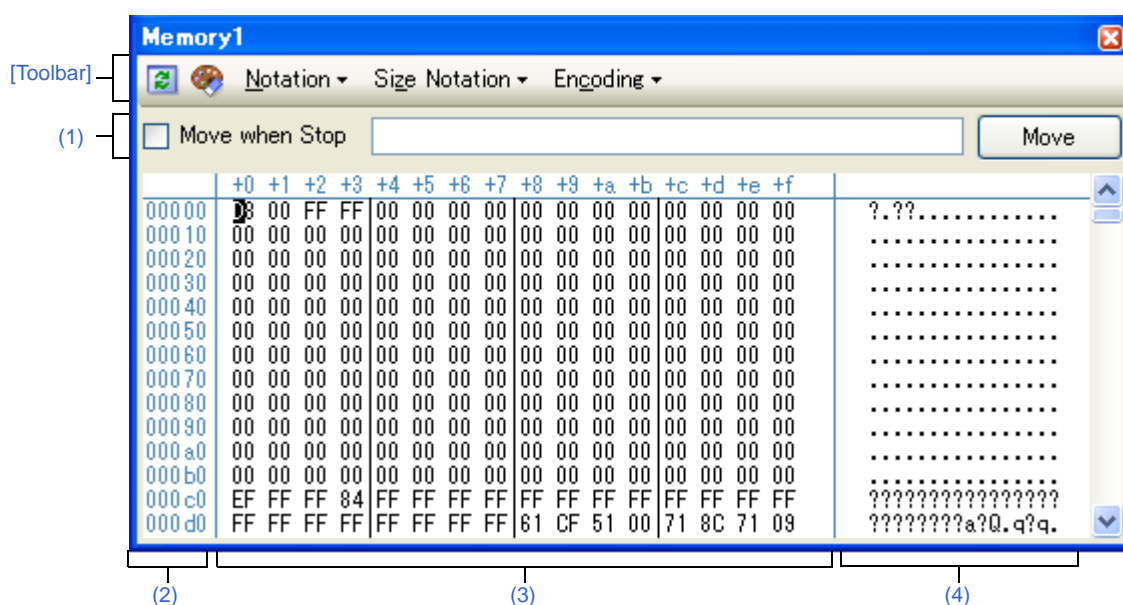 Memory1
[Toolbar]
Notation Size Notation Encoding
(1)
Move when Stop Move
+0 +1 +2 +3 +4 +5 +6 +7 +8 +9 +a +b +c +d +e +f
00000 D8 00 FF FF 00 00 00 00 00 00 00 00 00 00 00 00 ?.??............
00010 00 00 00 00 00 00 00 00 00 00 00 00 00 00 00 00 ................
00020 00 00 00 00 00 00 00 00 00 00 00 00 00 00 00 00 ................
00030 00 00 00 00 00 00 00 00 00 00 00 00 00 00 00 00 ................
00040 00 00 00 00 00 00 00 00 00 00 00 00 00 00 00 00 ................
00050 00 00 00 00 00 00 00 00 00 00 00 00 00 00 00 00 ................
00060 00 00 00 00 00 00 00 00 00 00 00 00 00 00 00 00 ................
00070 00 00 00 00 00 00 00 00 00 00 00 00 00 00 00 00 ................
00080 00 00 00 00 00 00 00 00 00 00 00 00 00 00 00 00 ................
00090 00 00 00 00 00 00 00 00 00 00 00 00 00 00 00 00 ................
000a0 00 00 00 00 00 00 00 00 00 00 00 00 00 00 00 00 ................
000b0 00 00 00 00 00 00 00 00 00 00 00 00 00 00 00 00 ................
000c0 EF FF FF 84 FF FF FF FF FF FF FF FF FF FF FF FF ????????????????
000d0 FF FF FF FF FF FF FF FF 61 CF 51 00 71 8C 71 09 ????????a?Q.q?q.
(2) (3) (4)